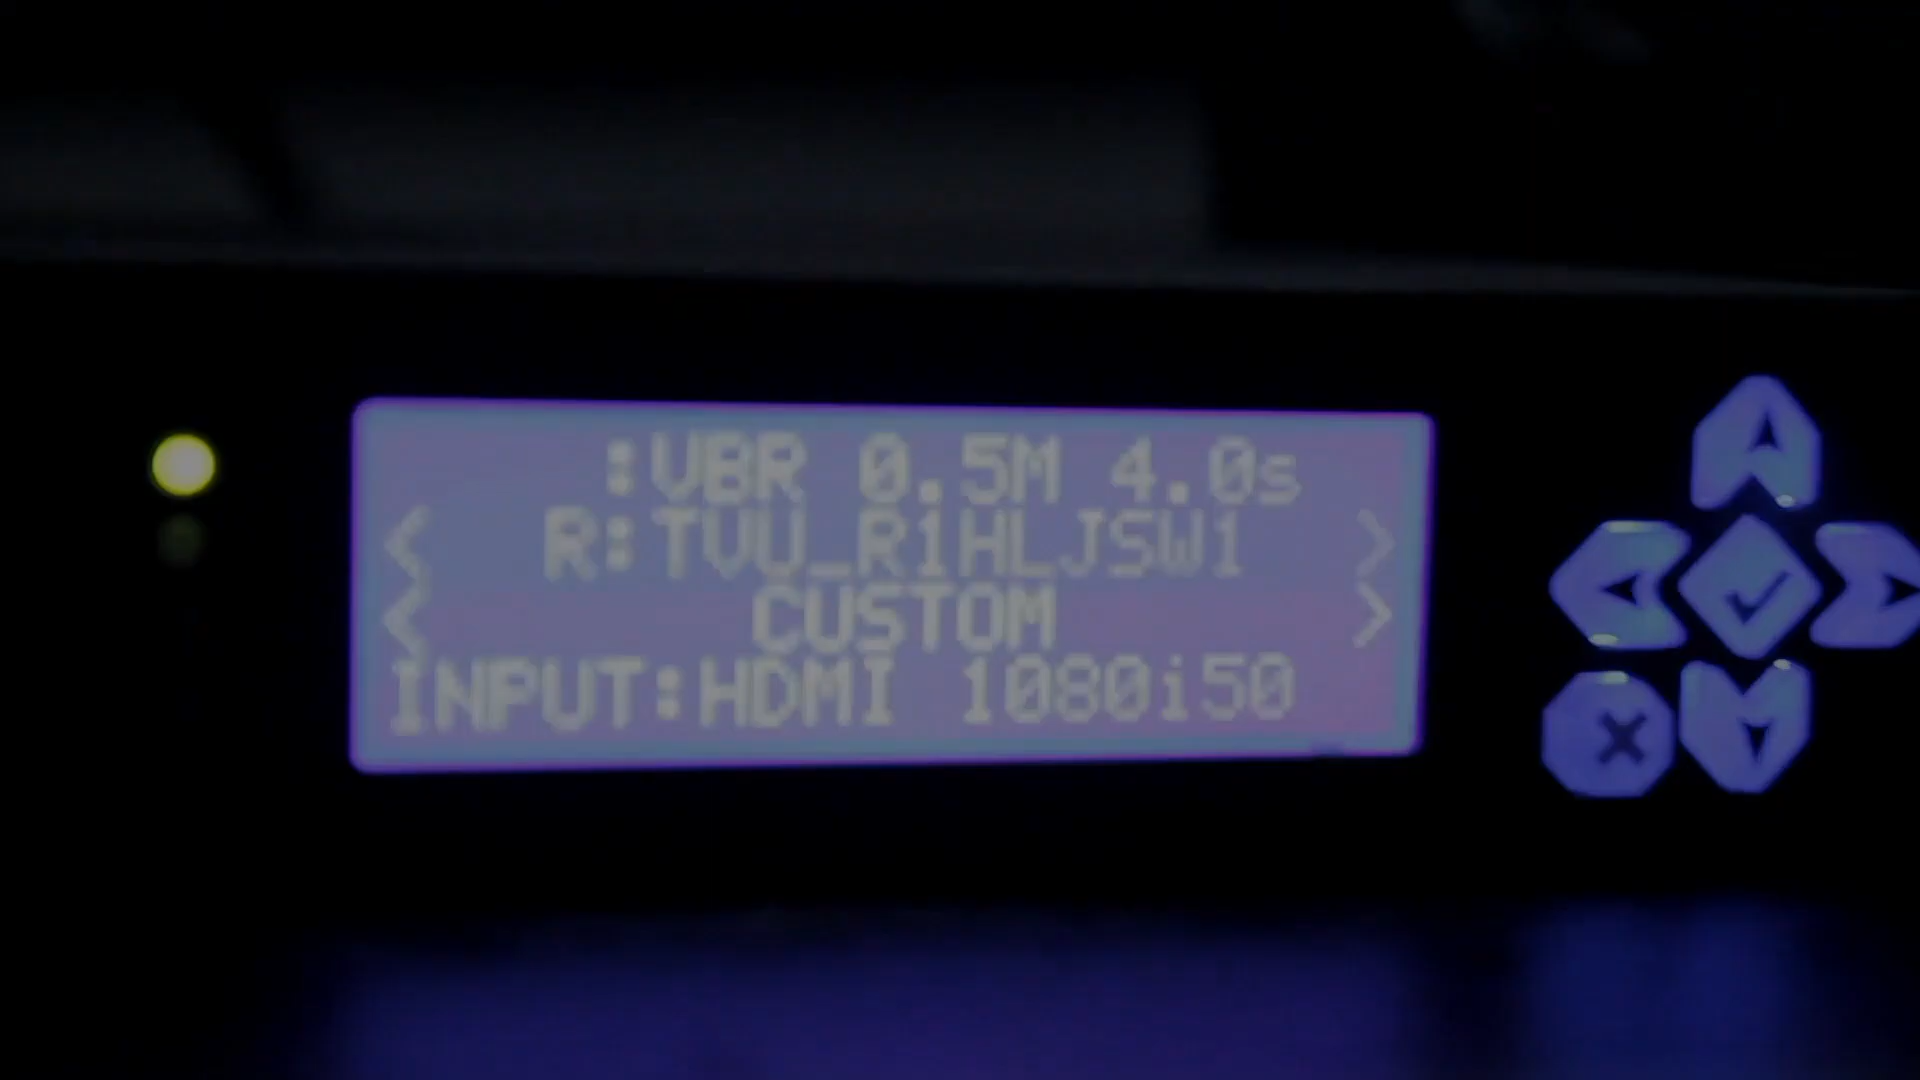 :VBR 0.5M 4.0s
< R:TVU_R1HLJSW1 >
< CUSTOM >
INPUT:HDMI 1080i50